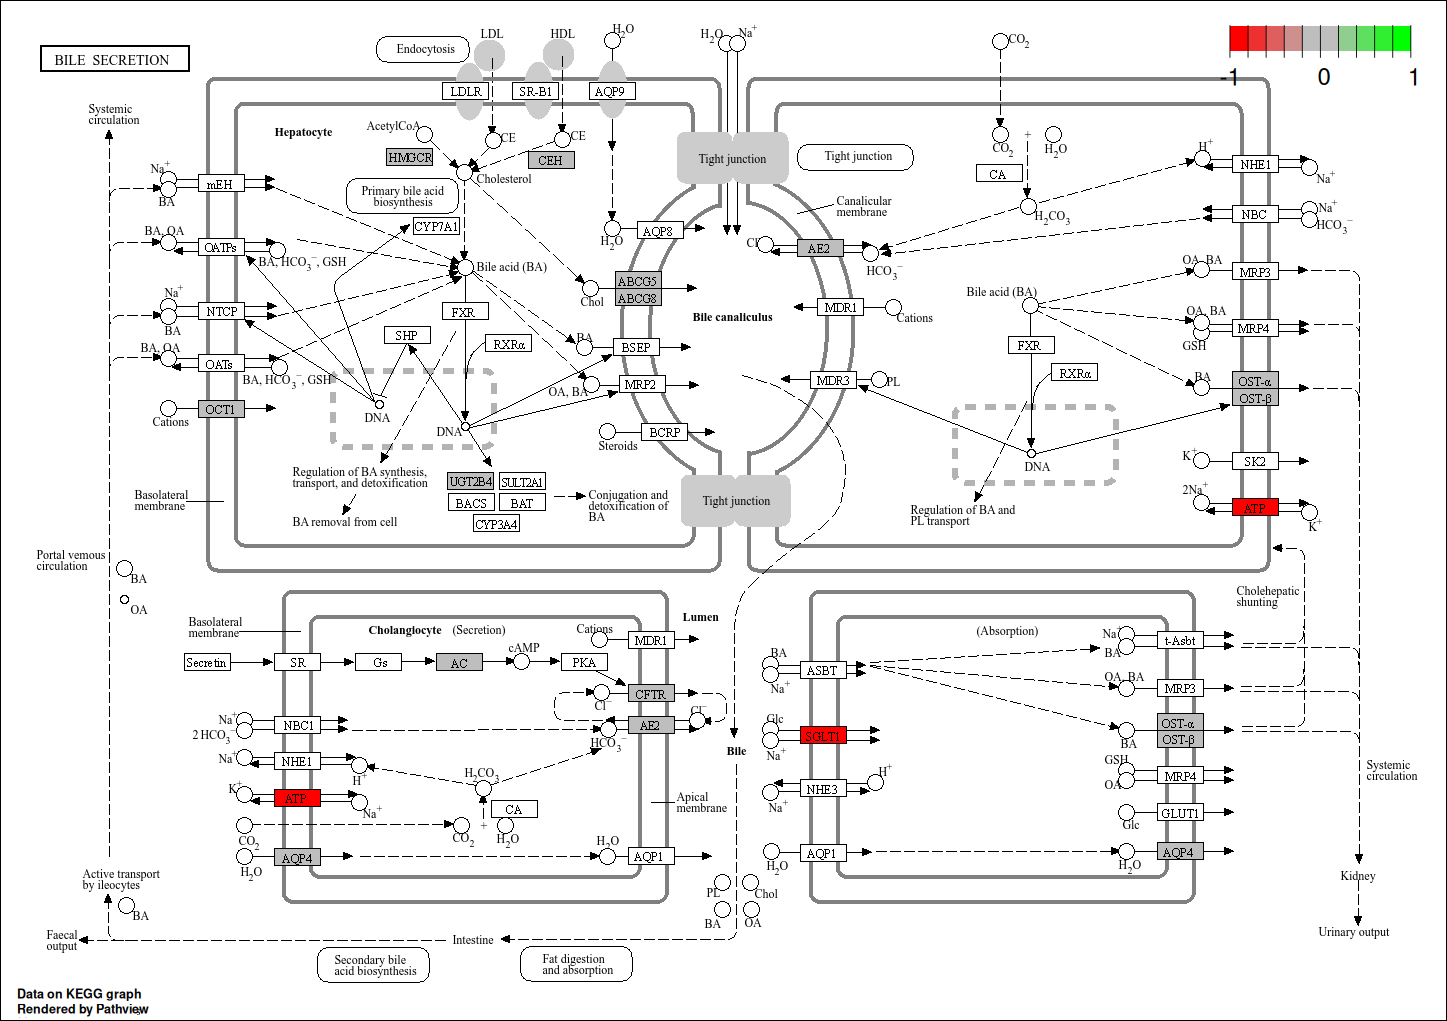 BILE SECRETION
-1 0 1
Endocytosis
LDL
HDL
H2O
H2O
Na+
CO2
LDLR
SR-B1
AQP9
Systemic
circulation
Hepatocyte
AcetylCoA
CE
CE
HMGCR
CEH
Cholesterol
Tight junction
Tight junction
CO2
+
H2O
CA
H2CO3
H+
NHE1
Na+
Na+
mEH
BA
Primary bile acid
biosynthesis
CYP7A1
Canalicular
membrane
NBC
Na+
HCO3−
BA, OA
OATPs
BA, HCO3−, GSH
H2O
AQP8
Cl−
AE2
HCO3−
Bile acid (BA)
ABCG5
ABCG8
Chol
OA, BA
MRP3
Na+
NTCP
BA
FXR
Bile canaliculus
MDR1
Cations
Bile acid (BA)
OA, BA
MRP4
GSH
SHP
RXRα
BA
BSEP
FXR
BA, OA
OATs
BA, HCO3−, GSH
OA, BA
MRP2
MDR3
PL
RXRα
BA
OST-α
OST-β
OCT1
Cations
DNA
DNA
BCRP
Steroids
DNA
K+
SK2
Regulation of BA synthesis,
transport, and detoxification
BA removal from cell
UGT2B4
SULT2A1
BACS
BAT
CYP3A4
Conjugation and
detoxification of
BA
Tight junction
Regulation of BA and
PL transport
2Na+
ATP
K+
Basolateral
membrane
Portal venous
circulation
BA
OA
Cholehepatic
shunting
Basolateral
membrane
Cholangiocyte (Secretion)
Lumen
Cations
MDR1
(Absorption)
Secretin
SR
Gs
AC
cAMP
PKA
BA
ASBT
Na+
Na+
BA
t-Asbt
OA, BA
MRP3
Cl−
CFTR
AE2
Cl−
HCO3−
Na+
2 HCO3−
NBC1
Glc
SGLT1
Na+
BA
OST-α
OST-β
Bile
Na+
NHE1
H+
H2CO3
GSH
OA
MRP4
Systemic
circulation
K+
ATP
Na+
CA
Apical
membrane
NHE3
H+
Na+
Glc
GLUT1
CO2
CO2
+
H2O
H2O
AQP4
H2O
AQP1
H2O
AQP1
H2O
AQP4
Active transport
by ileocytes
BA
PL
Chol
BA
OA
Kidney
Faecal
output
Intestine
Urinary output
Secondary bile
acid biosynthesis
Fat digestion
and absorption
Data on KEGG graph
Rendered by Pathview